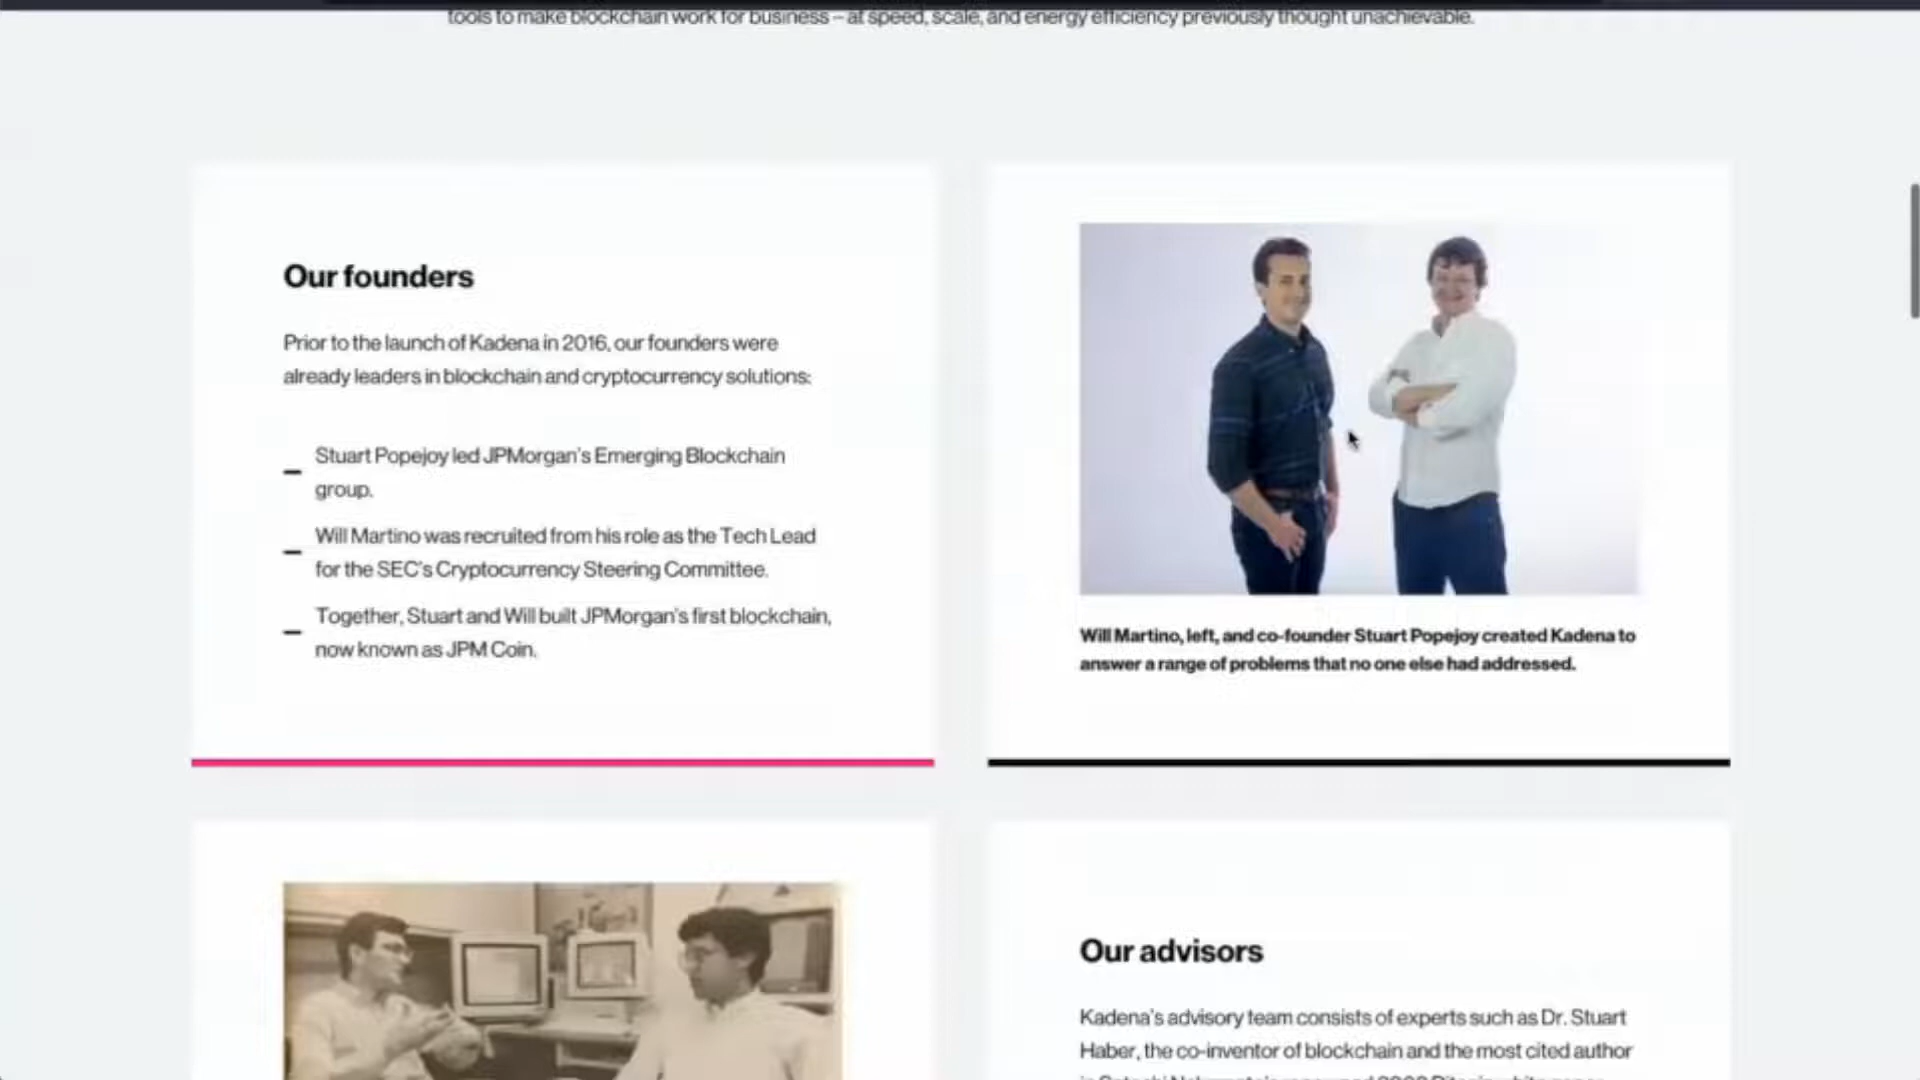 tools to make blockchain work for business – at speed, scale, and energy efficiency previously thought unachievable.
Our founders
Prior to the launch of Kadena in 2016, our founders were
already leaders in blockchain and cryptocurrency solutions:
Stuart Popejoy led JPMorgan's Emerging Blockchain
group.
Will Martino was recruited from his role as the Tech Lead
for the SEC's Cryptocurrency Steering Committee.
Together, Stuart and Will built JPMorgan's first blockchain,
now known as JPM Coin.
Will Martino, left, and co-founder Stuart Popejoy created Kadena to
answer a range of problems that no one else had addressed.
Our advisors
Kadena's advisory team consists of experts such as Dr. Stuart
Haber, the co-inventor of blockchain and the most cited author